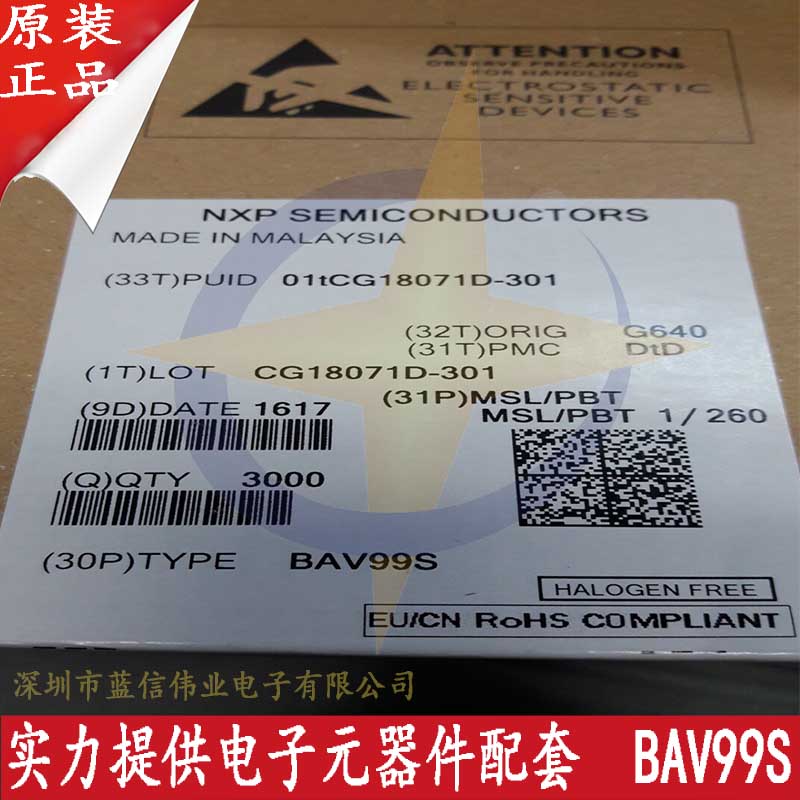 原装
正品
ATTENTION
OBSERVE PRECAUTIONS
FOR HANDLING
ELECTROSTATIC
SENSITIVE
DEVICES
NXP SEMICONDUCTORS
MADE IN MALAYSIA
(33T)PUID 01tCG18071D-301
(32T)ORIG G640
(31T)PMC DtD
(1T)LOT CG18071D-301
(31P)MSL/PBT
(9D)DATE 1617
MSL/PBT 1/260
(Q)QTY 3000
(30P)TYPE BAV99S
HALOGEN FREE
EU/CN RoHS COMPLIANT
深圳市蓝信伟业电子有限公司
实力提供电子元器件配套 BAV99S